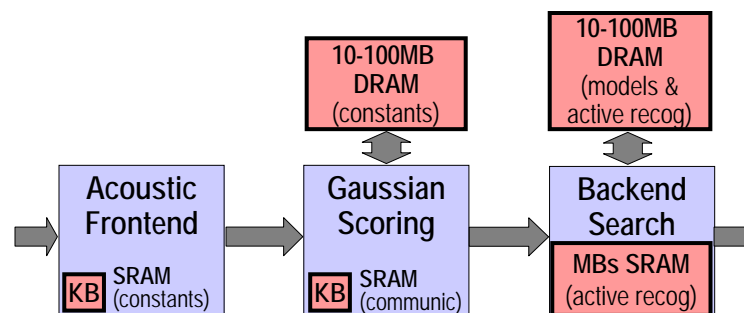 10-100MB
DRAM
(constants)
10-100MB
DRAM
(models &
active recog)
Acoustic
Frontend
KB SRAM
(constants)
Gaussian
Scoring
KB SRAM
(communic)
Backend
Search
MBs SRAM
(active recog)